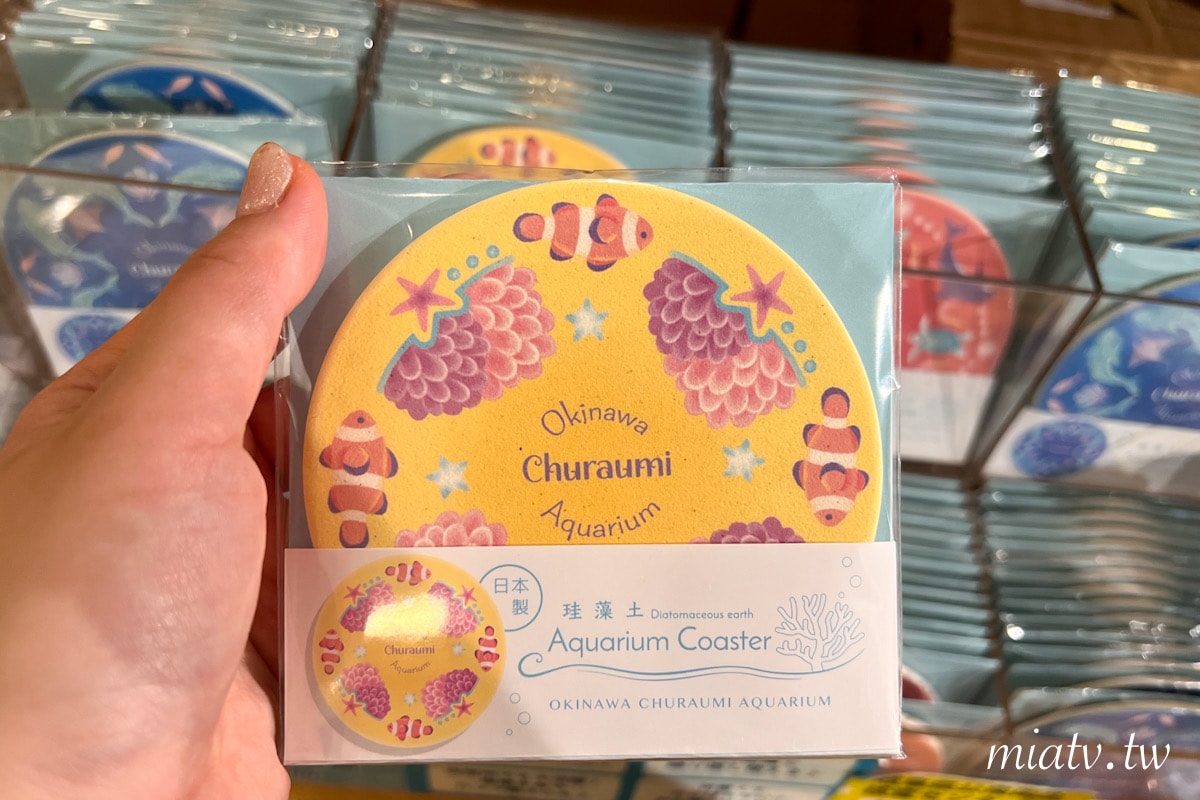 Okinawa
Churaumi
Aquarium
日本
製
珪藻土 Diatomaceous earth
Aquarium Coaster
OKINAWA CHURAUMI AQUARIUM
Churaumi
Aquarium
miatv.tw